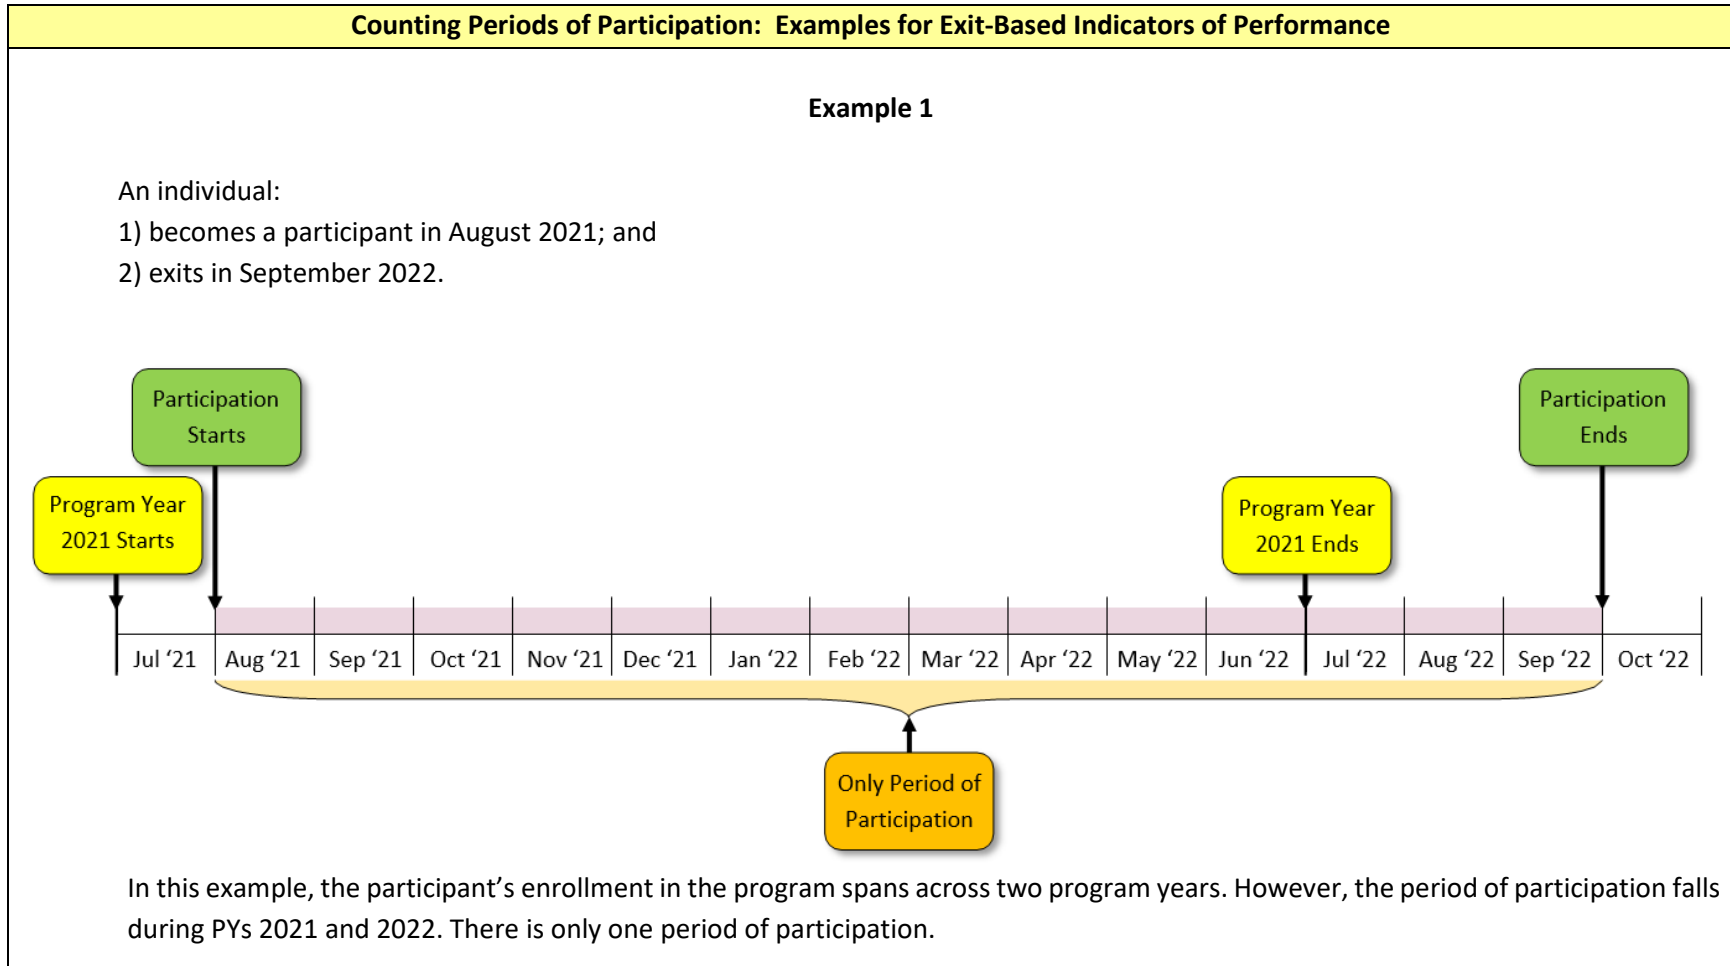 Counting Periods of Participation:  Examples for Exit-Based Indicators of Performance
Example 1
An individual:
1) becomes a participant in August 2021; and
2) exits in September 2022.
Participation
Starts
Participation
Ends
Program Year
2021 Starts
Program Year
2021 Ends
Jul ‘21
Aug ‘21
Sep ‘21
Oct ‘21
Nov ‘21
Dec ‘21
Jan ‘22
Feb ‘22
Mar ‘22
Apr ‘22
May ‘22
Jun ‘22
Jul ‘22
Aug ‘22
Sep ‘22
Oct ‘22
Only Period of
Participation
In this example, the participant’s enrollment in the program spans across two program years. However, the period of participation falls
during PYs 2021 and 2022. There is only one period of participation.